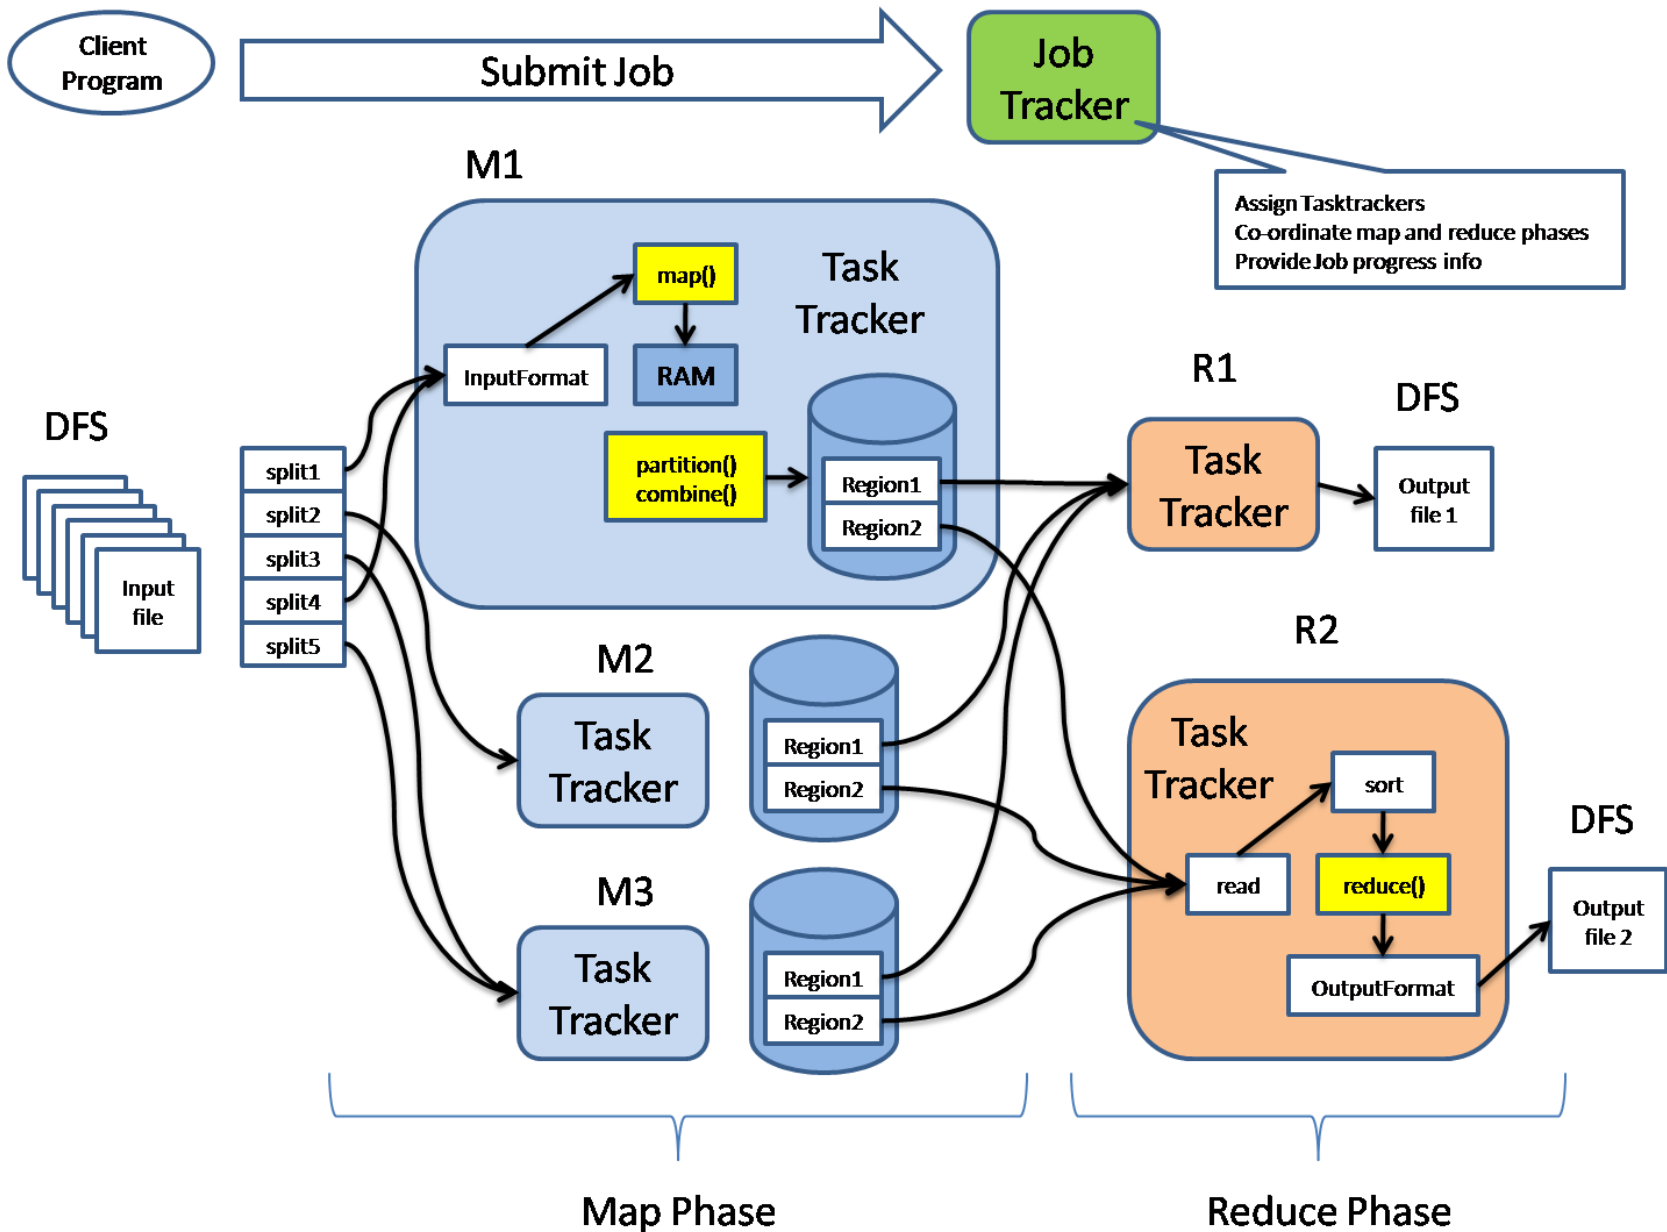 Client
Program
Submit Job
Job
Tracker
Assign Tasktrackers
Co-ordinate map and reduce phases
Provide Job progress info
M1
Task
Tracker
map()
InputFormat
RAM
partition()
combine()
Region1
Region2
DFS
Input
file
split1
split2
split3
split4
split5
M2
Task
Tracker
Region1
Region2
M3
Task
Tracker
Region1
Region2
R1
Task
Tracker
DFS
Output
file 1
R2
Task
Tracker
sort
read
reduce()
OutputFormat
DFS
Output
file 2
Map Phase
Reduce Phase